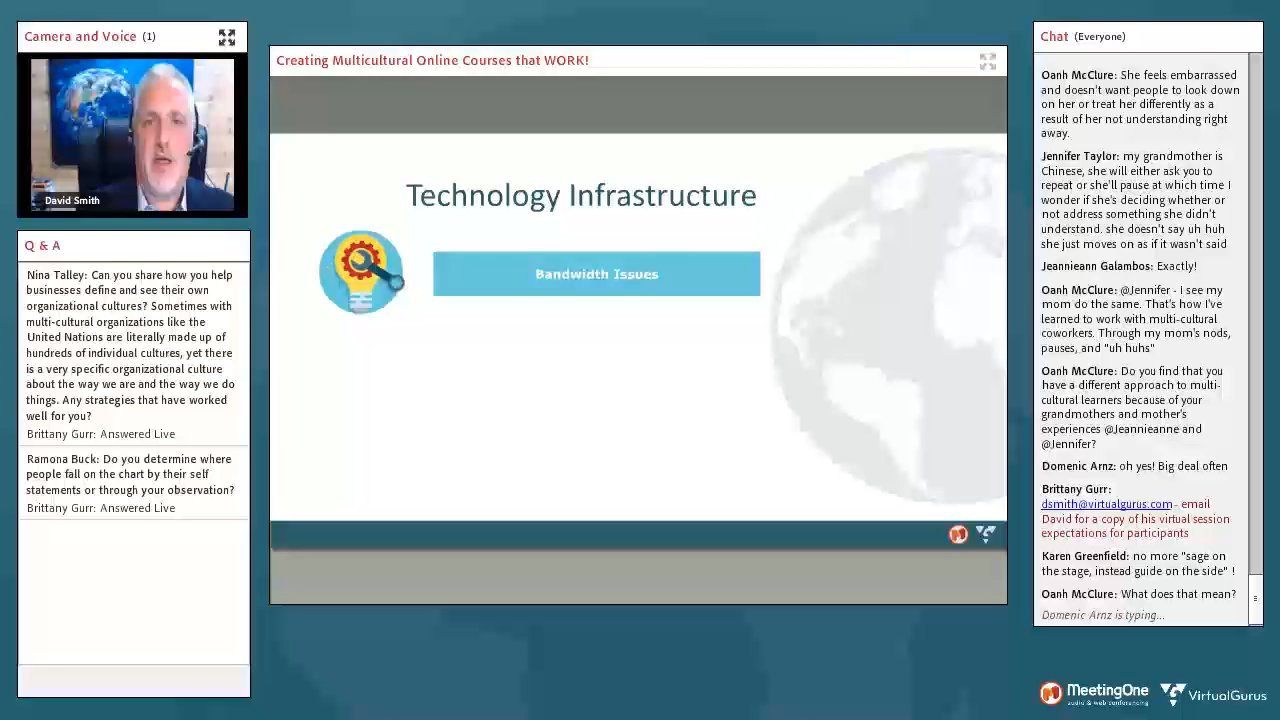 Camera and Voice (1)
David Smith
Q & A
Nina Talley: Can you share how you help
businesses define and see their own
organizational cultures? Sometimes with
multi-cultural organizations like the
United Nations are literally made up of
hundreds of individual cultures, yet there
is a very specific organizational culture
about the way we are and the way we do
things. Any strategies that have worked
well for you?
Brittany Gurr: Answered Live
Ramona Buck: Do you determine where
people fall on the chart by their self
statements or through your observation?
Brittany Gurr: Answered Live
Creating Multicultural Online Courses that WORK!
Technology Infrastructure
Bandwidth Issues
Chat (Everyone)
Oanh McClure: She feels embarrassed
and doesn't want people to look down
on her or treat her differently as a
result of her not understanding right
away.
Jennifer Taylor: my grandmother is
Chinese, she will either ask you to
repeat or she'll pause at which time I
wonder if she's deciding whether or
not address something she didn't
understand. she doesn't say uh huh
she just moves on as if it wasn't said
Jeannieann Galambos: Exactly!
Oanh McClure: @Jennifer - I see my
mom do the same. That's how I've
learned to work with multi-cultural
coworkers. Through my mom's nods,
pauses, and "uh huhs"
Oanh McClure: Do you find that you
have a different approach to multi-
cultural learners because of your
grandmothers and mother's
experiences @Jeannieanne and
@Jennifer?
Domenic Arnz: oh yes! Big deal often
Brittany Gurr:
dsmith@virtualgurus.com - email
David for a copy of his virtual session
expectations for participants
Karen Greenfield: no more "sage on
the stage, instead guide on the side" !
Oanh McClure: What does that mean?
Domenic Arnz is typing...
MeetingOne
audio & web conferencing
VirtualGurus